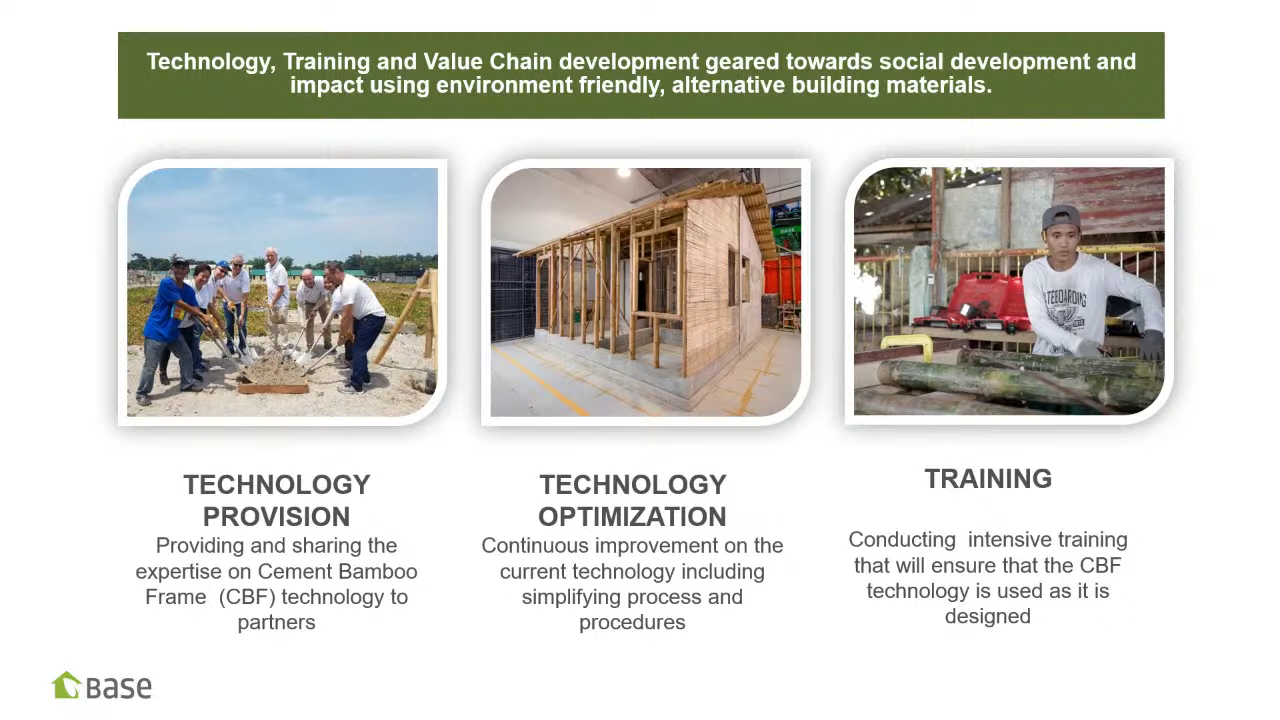 Technology, Training and Value Chain development geared towards social development and
impact using environment friendly, alternative building materials.
TECHNOLOGY
PROVISION
Providing and sharing the
expertise on Cement Bamboo
Frame  (CBF) technology to
partners
TECHNOLOGY
OPTIMIZATION
Continuous improvement on the
current technology including
simplifying process and
procedures
TRAINING
Conducting  intensive training
that will ensure that the CBF
technology is used as it is
designed
BASE